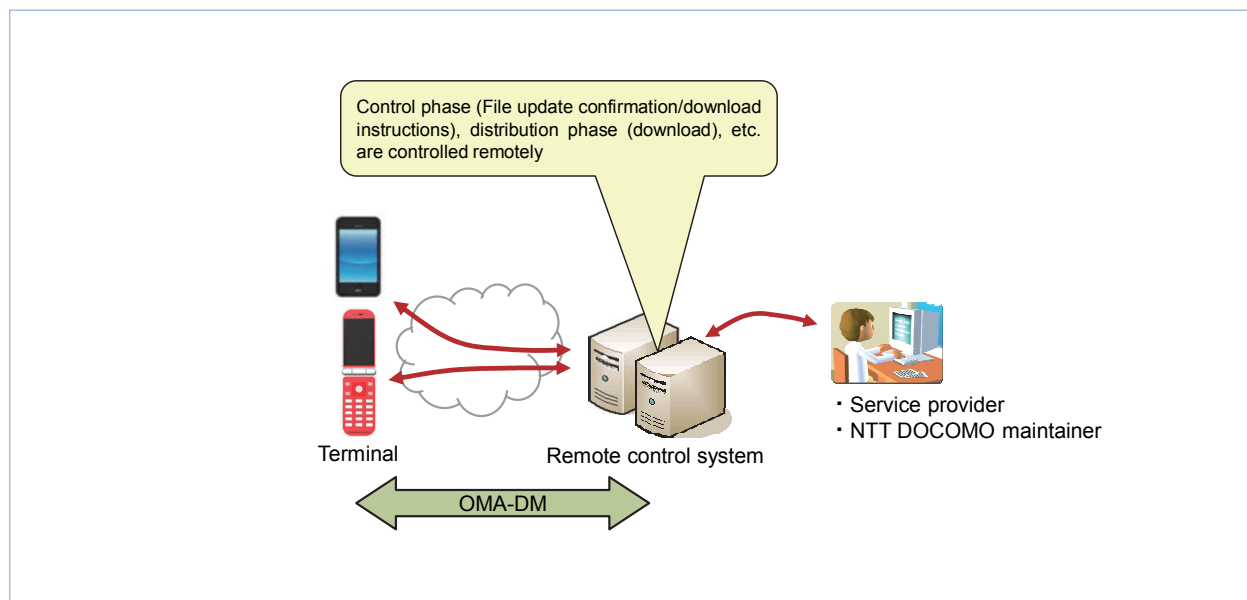 Control phase (File update confirmation/download
instructions), distribution phase (download), etc.
are controlled remotely
・Service provider
・NTT DOCOMO maintainer
Terminal
Remote control system
OMA-DM